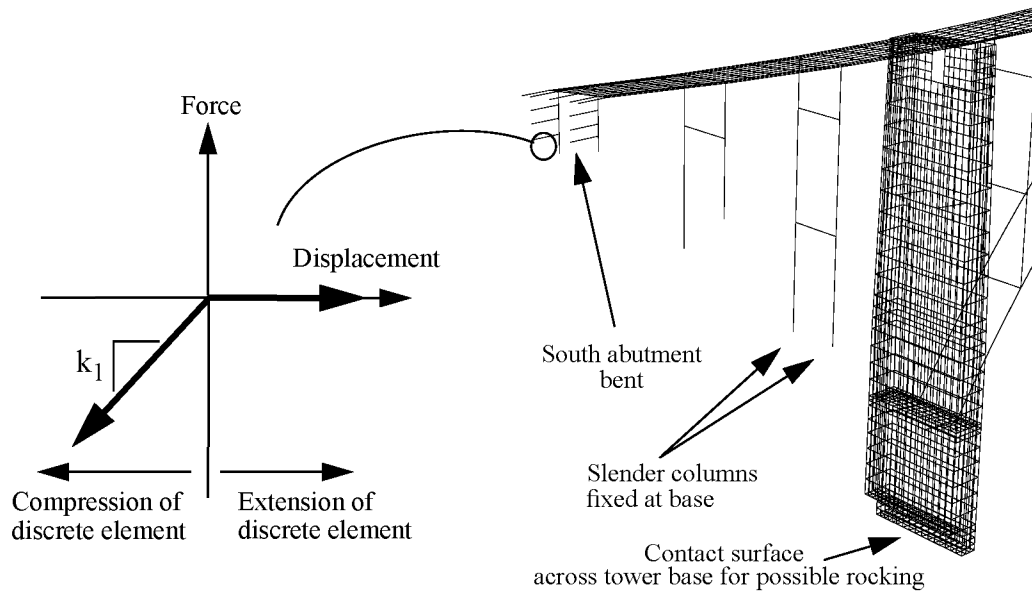 Force
Displacement
k1
Compression of
discrete element
Extension of
discrete element
South abutment
bent
Slender columns
fixed at base
Contact surface
across tower base for possible rocking